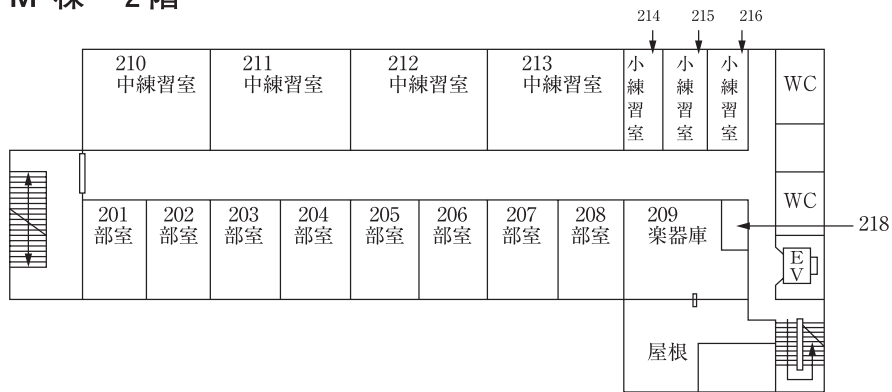 M 棟 2 階
214
215
216
210
中練習室
211
中練習室
212
中練習室
213
中練習室
小練習室
小練習室
小練習室
WC
WC
201
部室
202
部室
203
部室
204
部室
205
部室
206
部室
207
部室
208
部室
209
楽器庫
218
EV
屋根